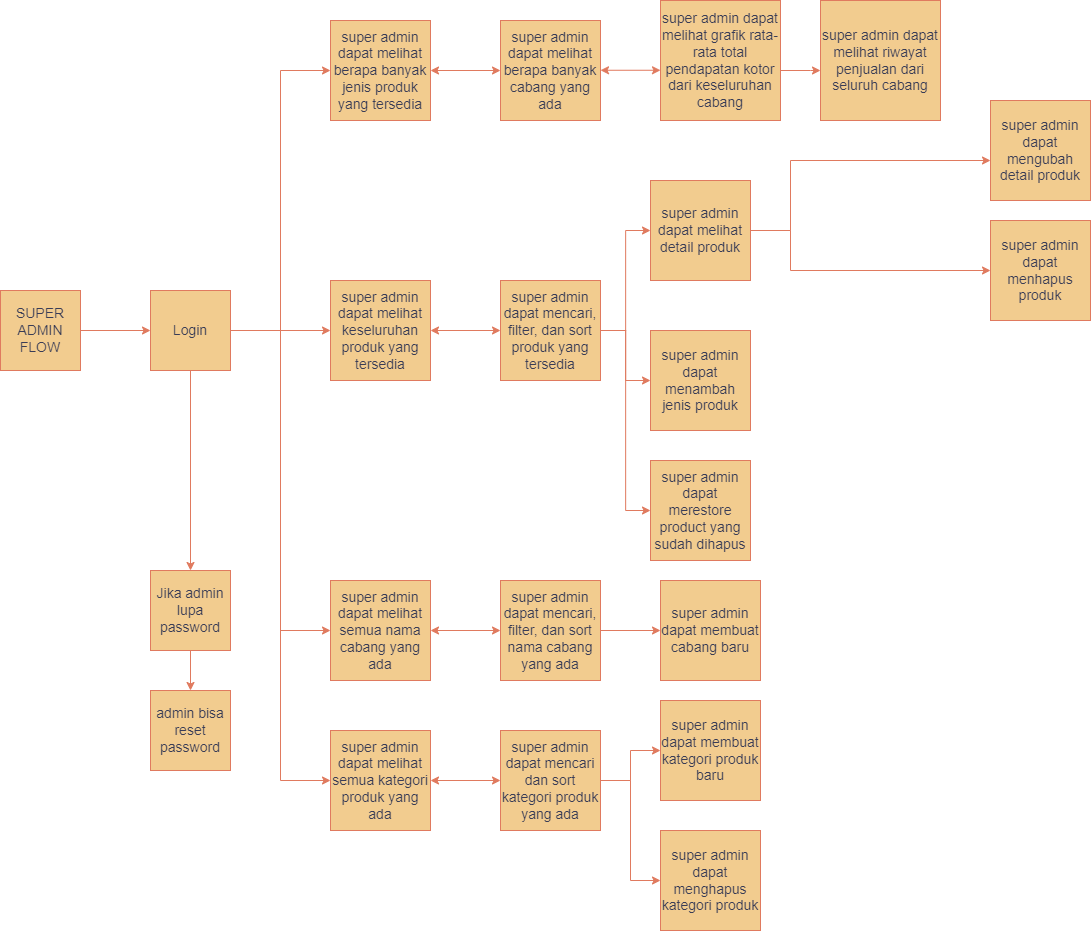 super admin
dapat melihat
berapa banyak
jenis produk
yang tersedia
super admin
dapat melihat
berapa banyak
cabang yang
ada
super admin dapat
melihat grafik rata-
rata total
pendapatan kotor
dari keseluruhan
cabang
super admin dapat
melihat riwayat
penjualan dari
seluruh cabang
super admin
dapat
mengubah
detail produk
super admin
dapat melihat
detail produk
super admin
dapat
menhapus
produk
SUPER
ADMIN
FLOW
Login
super admin
dapat melihat
keseluruhan
produk yang
tersedia
super admin
dapat mencari,
filter, dan sort
produk yang
tersedia
super admin
dapat
menambah
jenis produk
super admin
dapat
merestore
product yang
sudah dihapus
Jika admin
lupa
password
super admin
dapat melihat
semua nama
cabang yang
ada
super admin
dapat mencari,
filter, dan sort
nama cabang
yang ada
super admin
dapat membuat
cabang baru
admin bisa
reset
password
super admin
dapat melihat
semua kategori
produk yang
ada
super admin
dapat mencari
dan sort
kategori produk
yang ada
super admin
dapat membuat
kategori produk
baru
super admin
dapat
menghapus
kategori produk